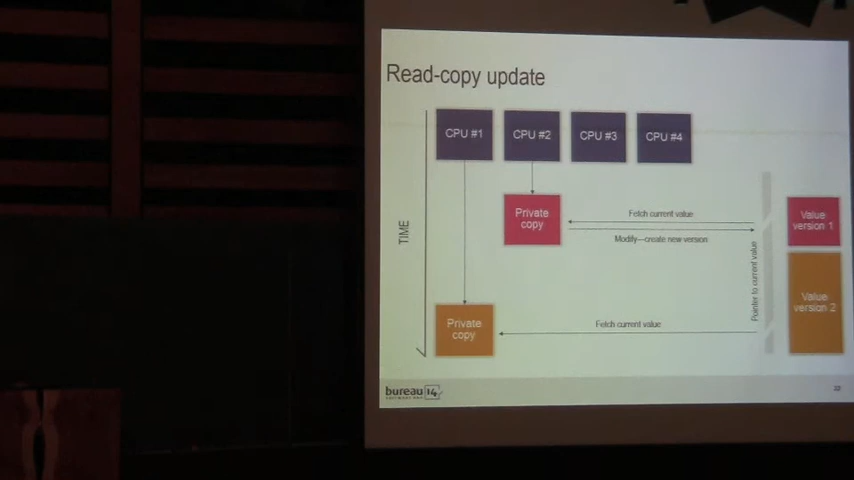 Read-copy update
CPU #1
CPU #2
CPU #3
CPU #4
TIME
Private
copy
Fetch current value
Modify—create new version
Value
version 1
Pointer to current value
Value
version 2
Private
copy
Fetch current value
bureau 14
22